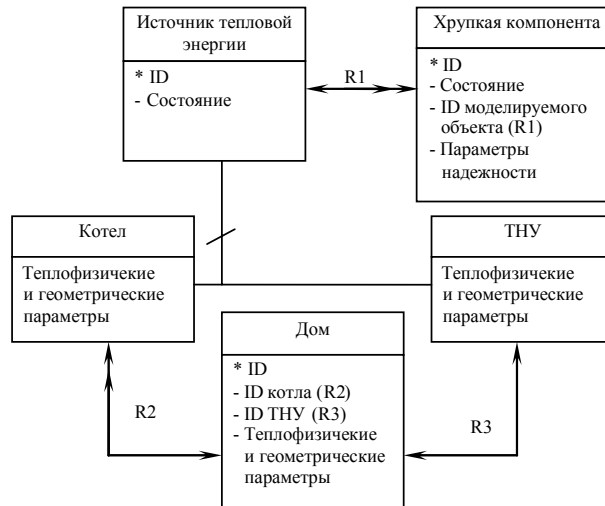 Источник тепловой
энергии
* ID
- Состояние
R1
Хрупкая компонента
* ID
- Состояние
- ID моделируемого
объекта (R1)
- Параметры
надежности
Котел
Теплофизичекие
и геометрические
параметры
ТНУ
Теплофизичекие
и геометрические
параметры
Дом
* ID
- ID котла (R2)
- ID ТНУ (R3)
- Теплофизичекие
и геометрические
параметры
R2
R3